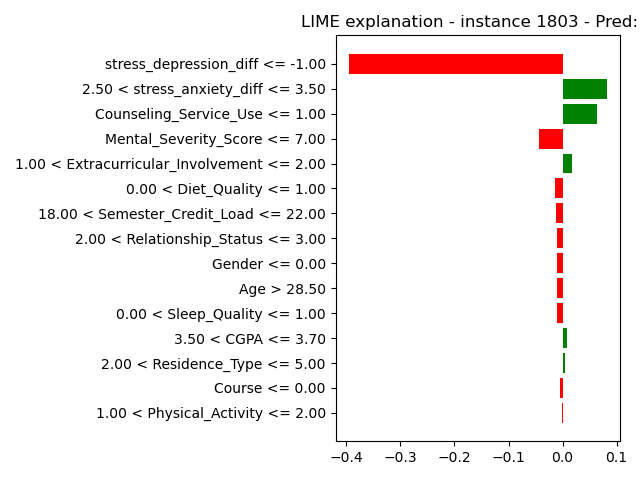 LIME explanation - instance 1803 - Pred:
stress_depression_diff <= -1.00
2.50 < stress_anxiety_diff <= 3.50
Counseling_Service_Use <= 1.00
Mental_Severity_Score <= 7.00
1.00 < Extracurricular_Involvement <= 2.00
0.00 < Diet_Quality <= 1.00
18.00 < Semester_Credit_Load <= 22.00
2.00 < Relationship_Status <= 3.00
Gender <= 0.00
Age > 28.50
0.00 < Sleep_Quality <= 1.00
3.50 < CGPA <= 3.70
2.00 < Residence_Type <= 5.00
Course <= 0.00
1.00 < Physical_Activity <= 2.00
−0.4 −0.3 −0.2 −0.1 0.0 0.1